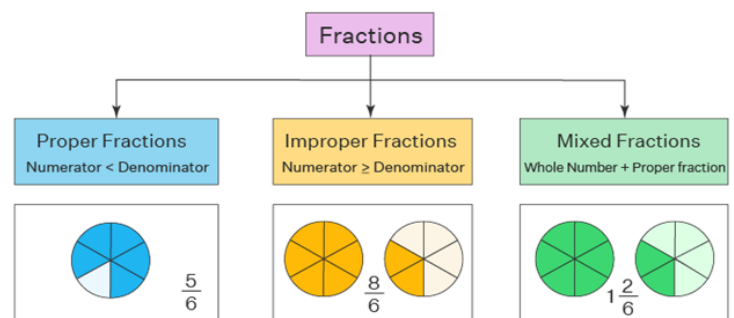 Fractions
Proper Fractions
Numerator < Denominator
Improper Fractions
Numerator ≥ Denominator
Mixed Fractions
Whole Number + Proper fraction
5/6
8/6
1 2/6